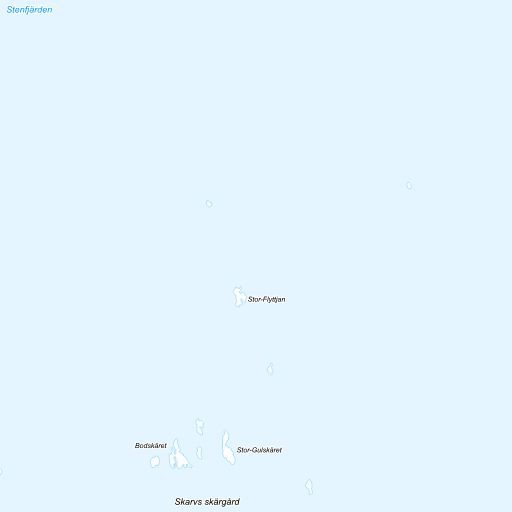 Stenfjärden
Stor-Flyttjan
Bodskäret
Stor-Gulskäret
Skarvs skärgård